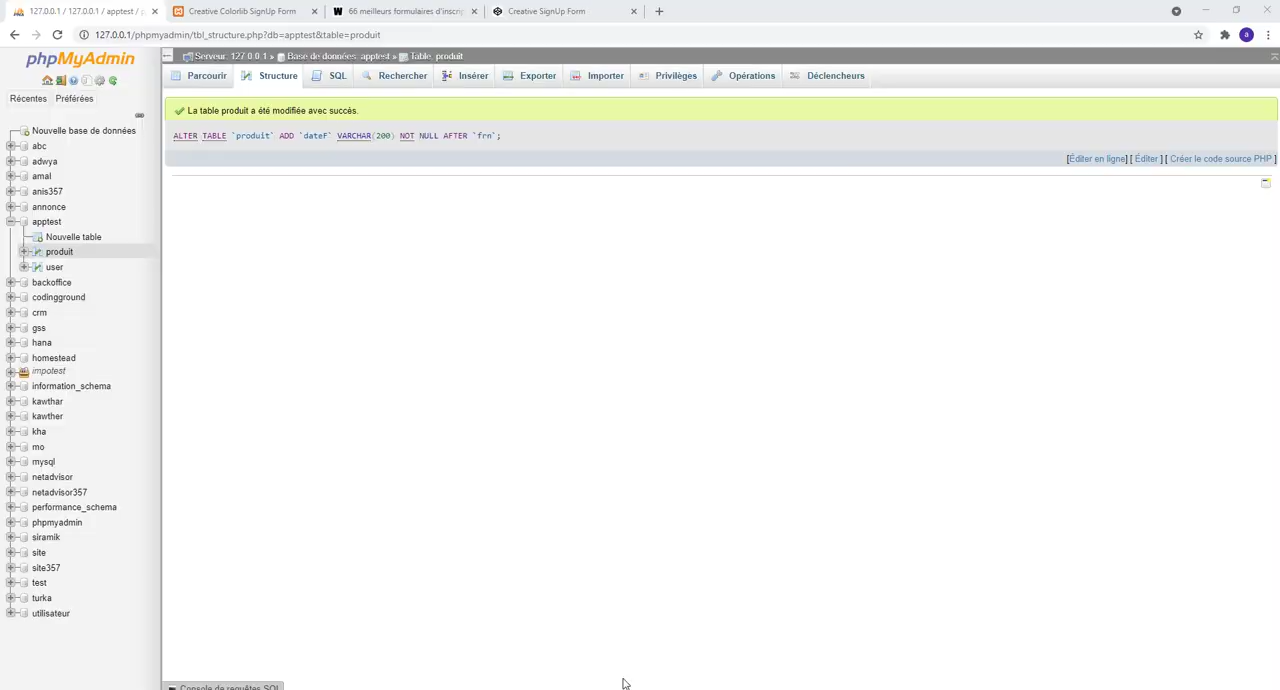 127.0.0.1 / 127.0.0.1 / apptest / p
Creative Colorlib SignUp Form
66 meilleurs formulaires d'inscrip
Creative SignUp Form
127.0.0.1/phpmyadmin/tbl_structure.php?db=apptest&table=produit
a
phpMyAdmin
Récentes
Préférées
Nouvelle base de données
abc
adwya
amal
anis357
annonce
apptest
Nouvelle table
produit
user
backoffice
codingground
crm
gss
hana
homestead
impotest
information_schema
kawthar
kawther
kha
mo
mysql
netadvisor
netadvisor357
performance_schema
phpmyadmin
siramik
site
site357
test
turka
utilisateur
Serveur: 127.0.0.1 » Base de données: apptest » Table: produit
Parcourir Structure SQL Rechercher Insérer Exporter Importer Privilèges Opérations Déclencheurs
La table produit a été modifiée avec succès.
ALTER TABLE `produit` ADD `dateF` VARCHAR(200) NOT NULL AFTER `frn`;
[Éditer en ligne] [ Éditer ] [ Créer le code source PHP ]
Console de requêtes SQL